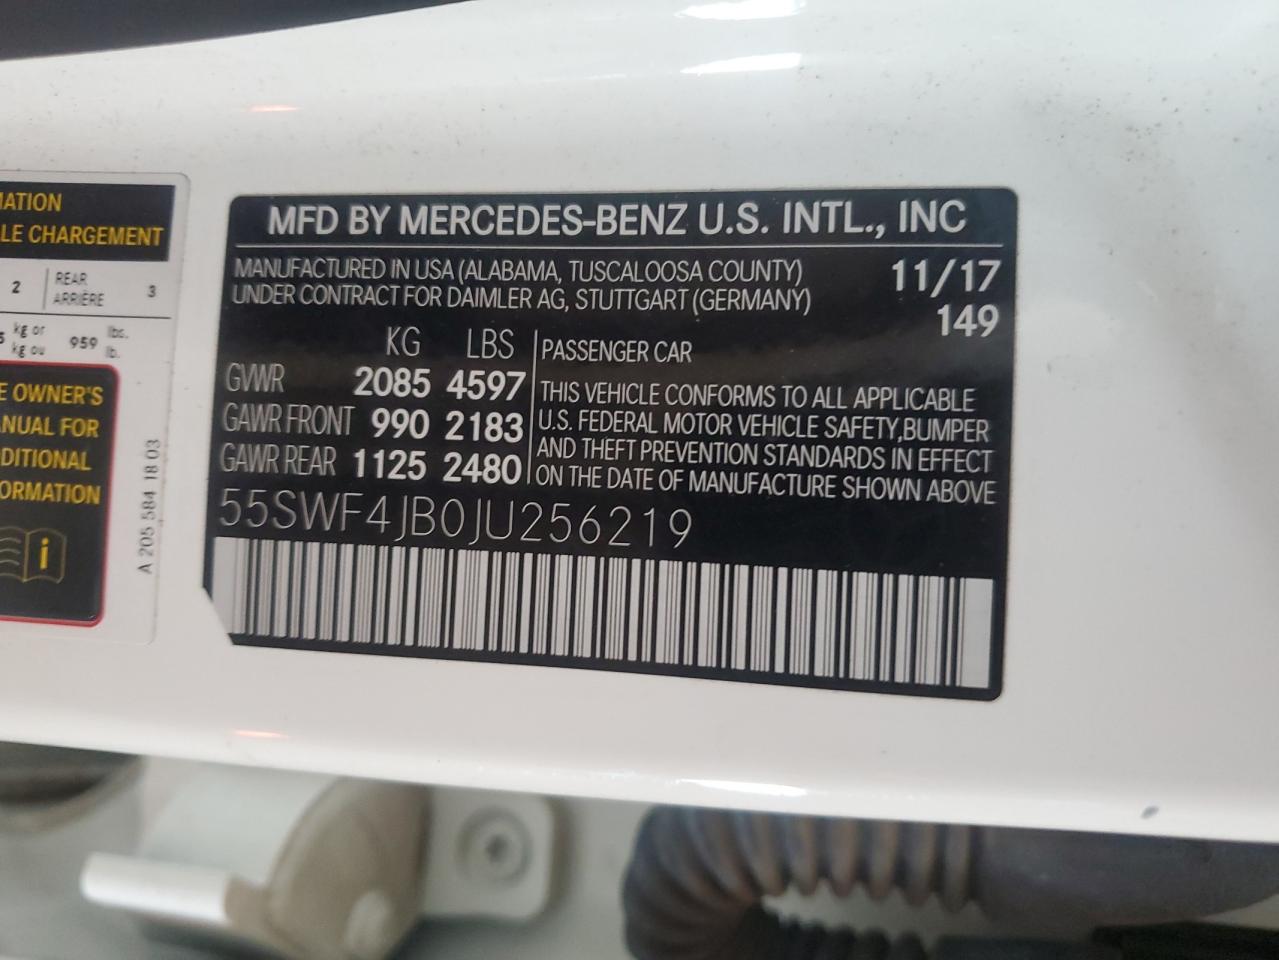 MATION
LE CHARGEMENT
2 REAR 3
ARRIÈRE
kg or 959 lbs.
kg ou lb.
E OWNER'S
ANUAL FOR
DDITIONAL
ORMATION
i
A 205 584 18 03
MFD BY MERCEDES-BENZ U.S. INTL., INC
MANUFACTURED IN USA (ALABAMA, TUSCALOOSA COUNTY) 11/17
UNDER CONTRACT FOR DAIMLER AG, STUTTGART (GERMANY) 149
KG LBS
GVWR 2085 4597
GAWR FRONT 990 2183
GAWR REAR 1125 2480
PASSENGER CAR
THIS VEHICLE CONFORMS TO ALL APPLICABLE
U.S. FEDERAL MOTOR VEHICLE SAFETY,BUMPER
AND THEFT PREVENTION STANDARDS IN EFFECT
ON THE DATE OF MANUFACTURE SHOWN ABOVE
55SWF4JB0JU256219